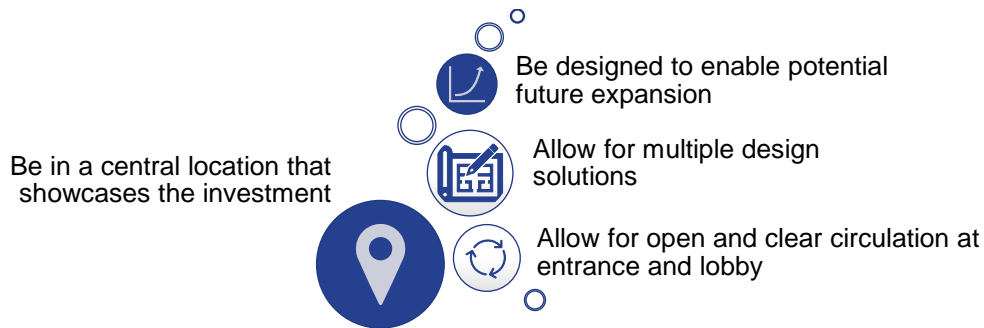 Be designed to enable potential
future expansion
Allow for multiple design
solutions
Be in a central location that
showcases the investment
Allow for open and clear circulation at
entrance and lobby